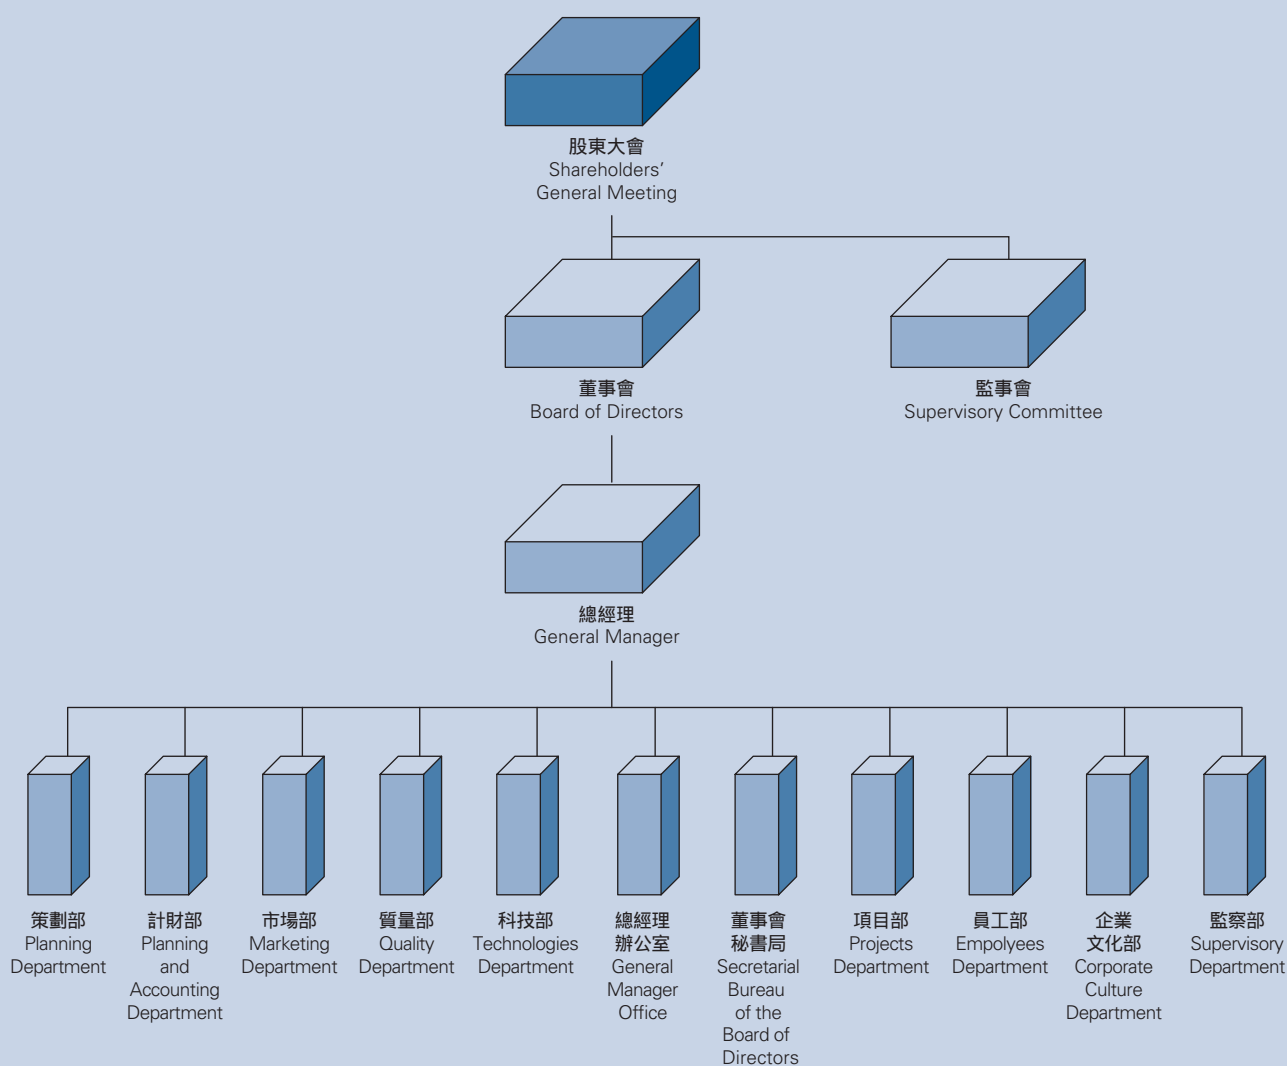 股東大會
Shareholders'
General Meeting
董事會
Board of Directors
監事會
Supervisory Committee
總經理
General Manager
策劃部
Planning
Department
計財部
Planning
and
Accounting
Department
市場部
Marketing
Department
質量部
Quality
Department
科技部
Technologies
Department
總經理
辦公室
General
Manager
Office
董事會
秘書局
Secretarial
Bureau
of the
Board of
Directors
項目部
Projects
Department
員工部
Empolyees
Department
企業
文化部
Corporate
Culture
Department
監察部
Supervisory
Department